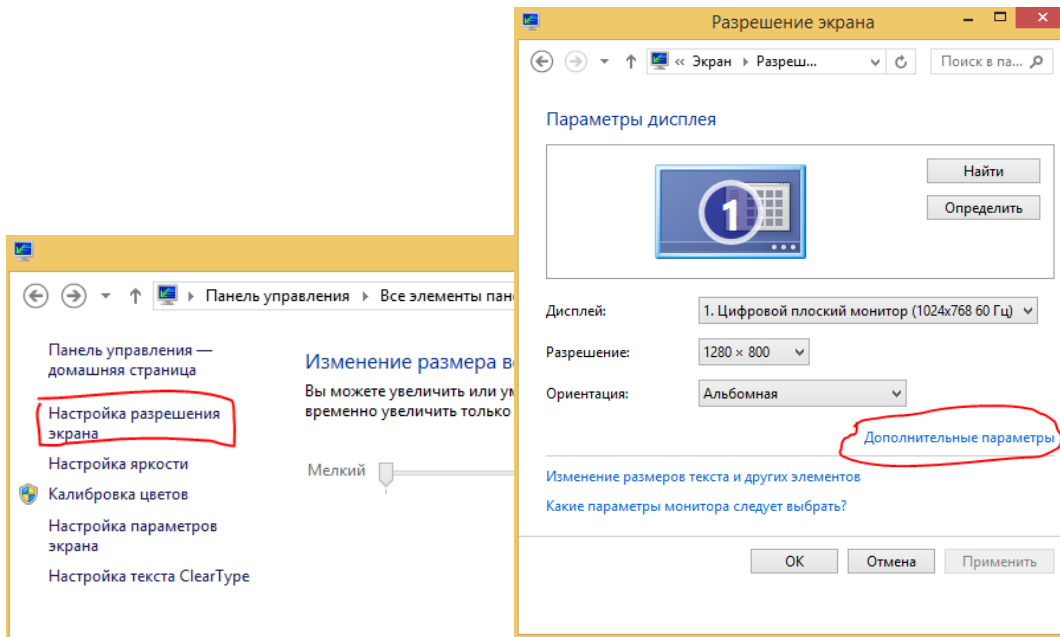 Разрешение экрана
« Экран Разреш...
Поиск в па...
Параметры дисплея
1
Найти
Определить
Дисплей:
1. Цифровой плоский монитор (1024x768 60 Гц)
Разрешение:
1280 × 800
Ориентация:
Альбомная
Дополнительные параметры
Изменение размеров текста и других элементов
Какие параметры монитора следует выбрать?
ОК
Отмена
Применить
Панель управления
Все элементы пан
Панель управления —
домашняя страница
Настройка разрешения
экрана
Настройка яркости
Калибровка цветов
Настройка параметров
экрана
Настройка текста ClearType
Изменение размера в
Вы можете увеличить или ум
временно увеличить только
Мелкий